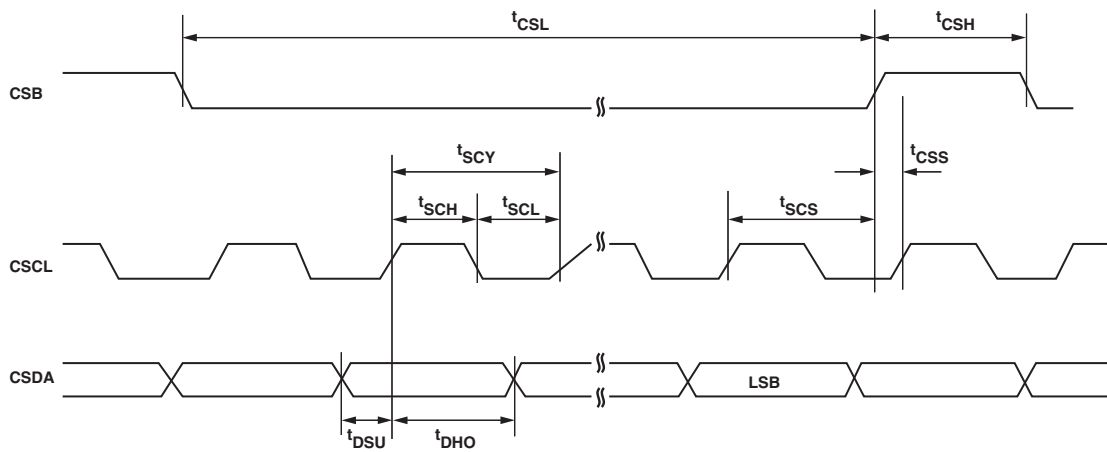 tCSL
tCSH
CSB
tSCY
tCSS
tSCH
tSCL
tSCS
CSCL
CSDA
LSB
tDSU
tDHO